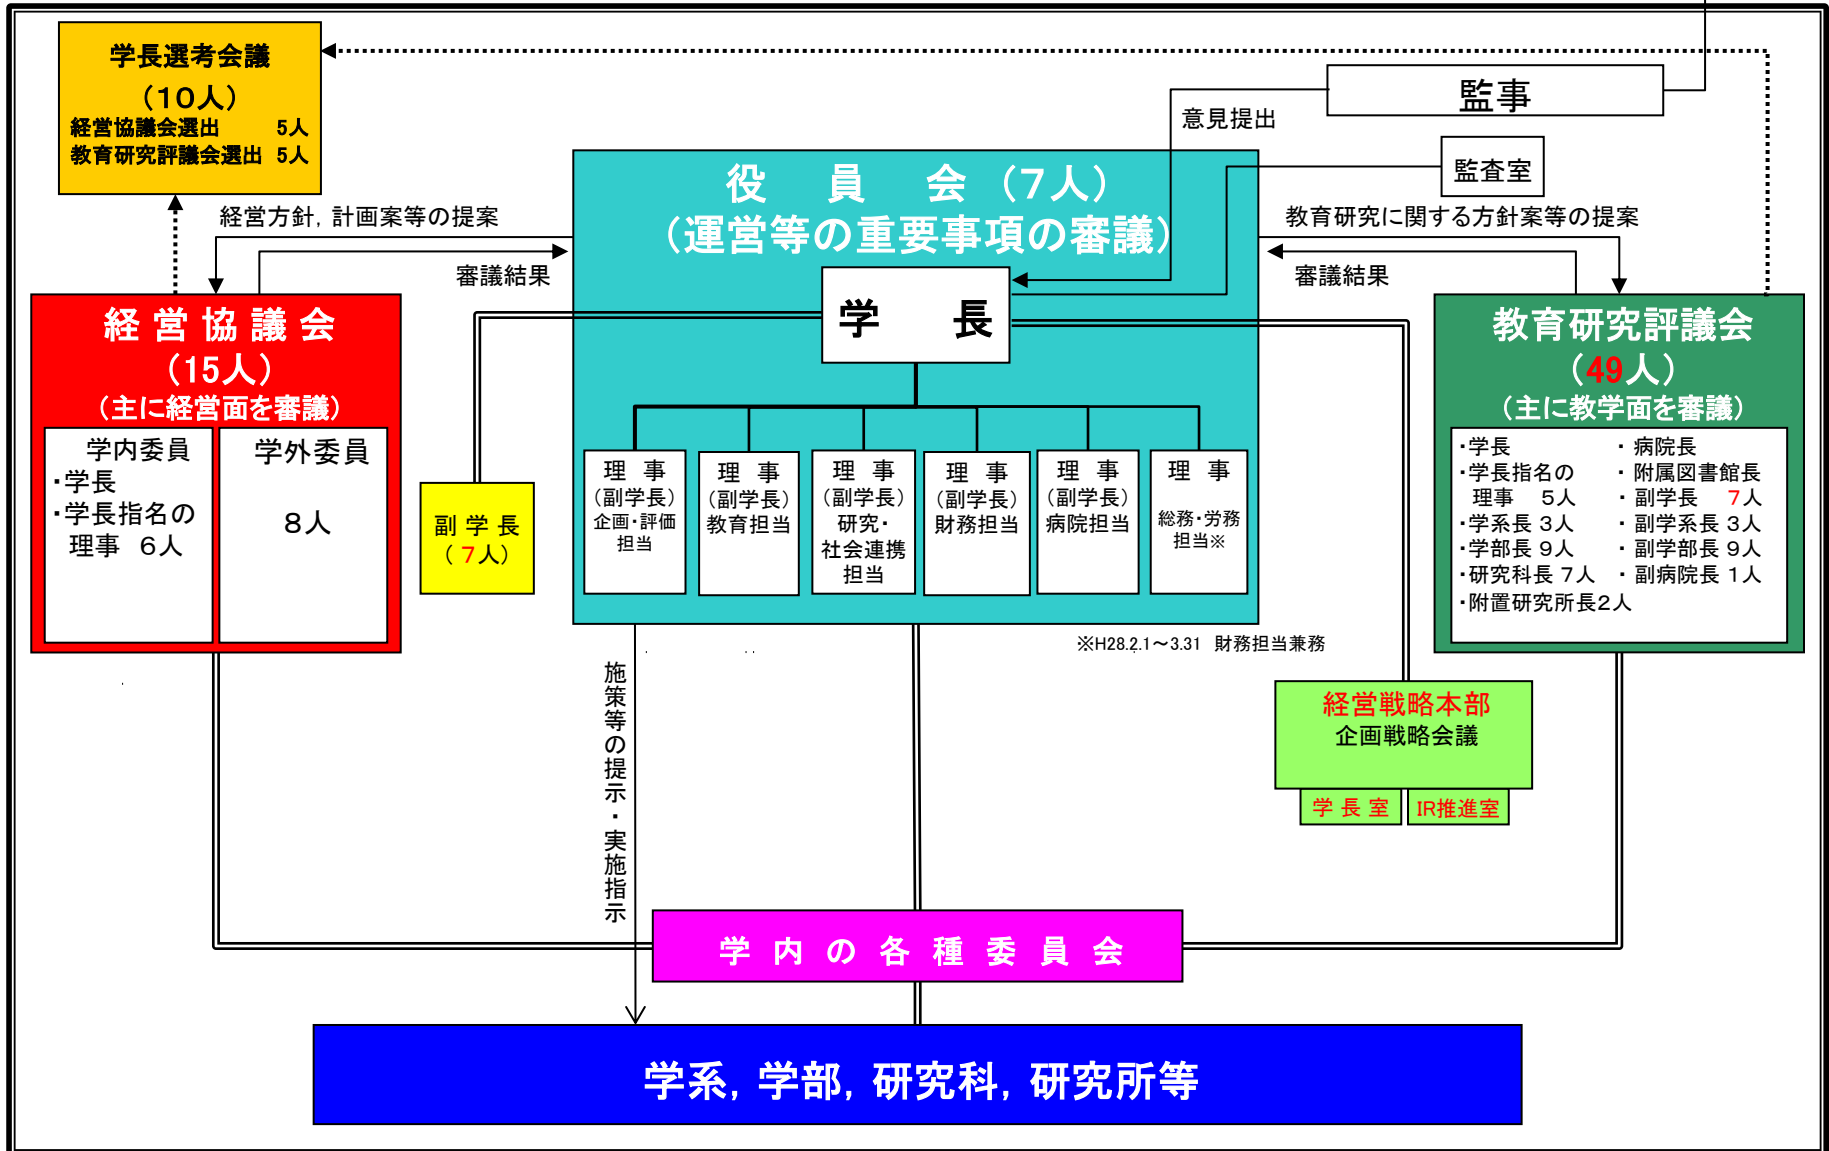 学長選考会議
（10人）
経営協議会選出　5人
教育研究評議会選出　5人
監事
意見提出
監査室
役　員　会（7人）
（運営等の重要事項の審議）
経営方針，計画案等の提案
審議結果
教育研究に関する方針案等の提案
審議結果
学　長
経営協議会
（15人）
（主に経営面を審議）
学内委員
・学長
・学長指名の
理事　6人
学外委員
8人
副学長
（7人）
理　事
（副学長）
企画・評価
担当
理　事
（副学長）
教育担当
理　事
（副学長）
研究・
社会連携
担当
理　事
（副学長）
財務担当
理　事
（副学長）
病院担当
理　事
総務・労務
担当※
教育研究評議会
（49人）
（主に教学面を審議）
・学長
・学長指名の
理事　5人
・学系長 3人
・学部長 9人
・研究科長 7人
・附置研究所長2人
・病院長
・附属図書館長
・副学長　7人
・副学系長 3人
・副学部長 9人
・副病院長 1人
※H28.2.1～3.31　財務担当兼務
施策等の提示・実施指示
経営戦略本部
企画戦略会議
学長室
IR推進室
学内の各種委員会
学系，学部，研究科，研究所等